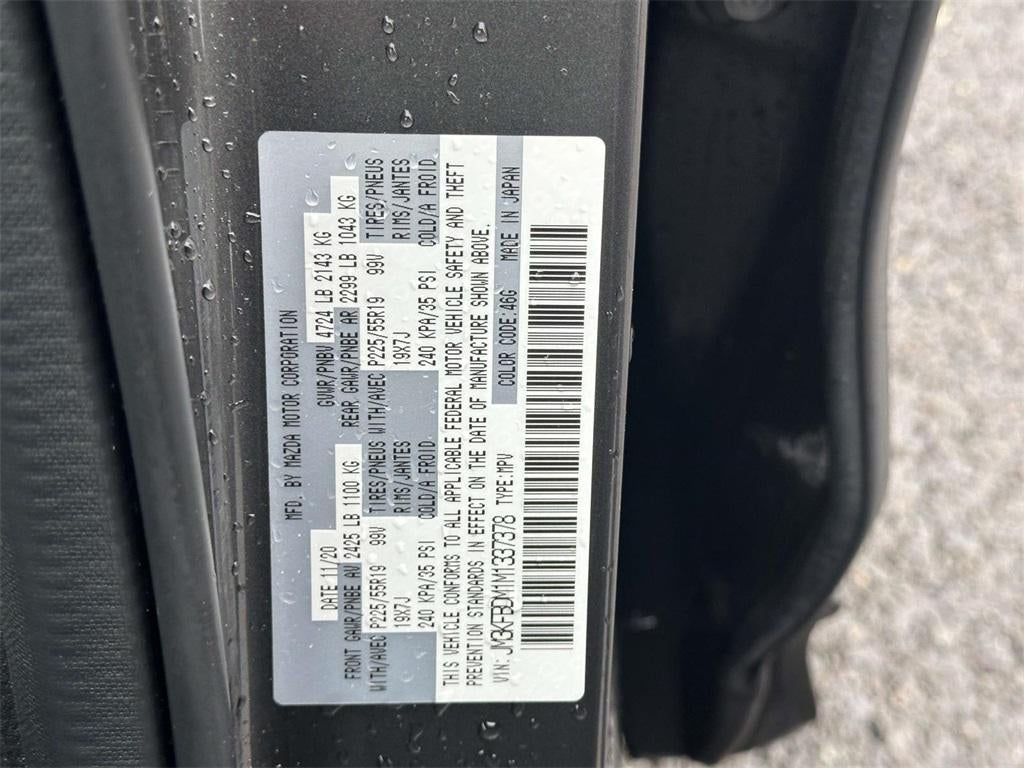 MFD. BY MAZDA MOTOR CORPORATION
DATE 11/20 GVWR/PNBV 4724 LB 2143 KG
FRONT GAWR/PNBE AV 2425 LB 1100 KG REAR GAWR/PNBE AR 2299 LB 1043 KG
WITH/AVEC P225/55R19 99V TIRES/PNEUS WITH/AVEC P225/55R19 99V TIRES/PNEUS
19X7J RIMS/JANTES 19X7J RIMS/JANTES
240 KPA/35 PSI COLD/A FROID 240 KPA/35 PSI COLD/A FROID
THIS VEHICLE CONFORMS TO ALL APPLICABLE FEDERAL MOTOR VEHICLE SAFETY AND THEFT
PREVENTION STANDARDS IN EFFECT ON THE DATE OF MANUFACTURE SHOWN ABOVE.
VIN: JM3KFBDM1M1337378 TYPE:MPV COLOR CODE:46G MADE IN JAPAN